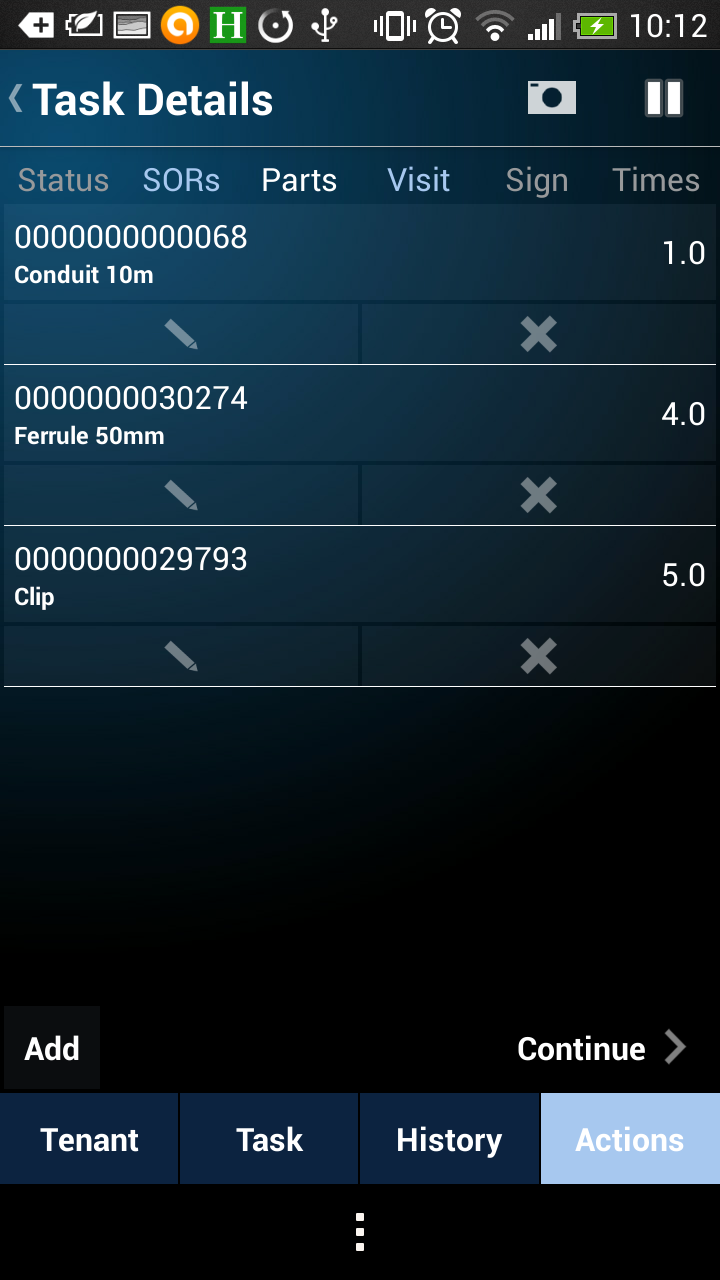 H 10:12
Task Details
Status SORs Parts Visit Sign Times
0000000000068 1.0
Conduit 10m
0000000030274 4.0
Ferrule 50mm
0000000029793 5.0
Clip
Add Continue
Tenant Task History Actions